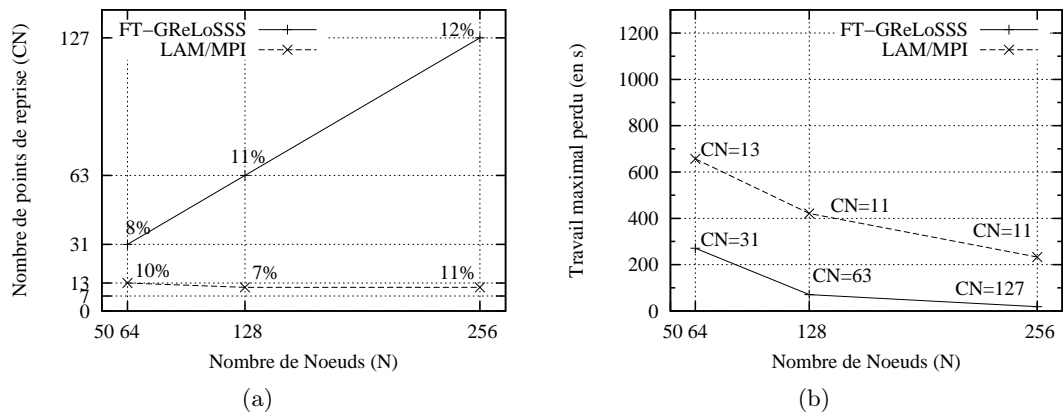 Nombre de points de reprise (CN)
127
63
31
13
7
0
FT−GReLoSSS
LAM/MPI
12%
11%
8%
10%
7%
11%
50 64
128
256
Nombre de Noeuds (N)
(a)
Travail maximal perdu (en s)
1200
1000
800
600
400
200
0
FT−GReLoSSS
LAM/MPI
CN=13
CN=11
CN=11
CN=31
CN=63
CN=127
50 64
128
256
Nombre de Noeuds (N)
(b)